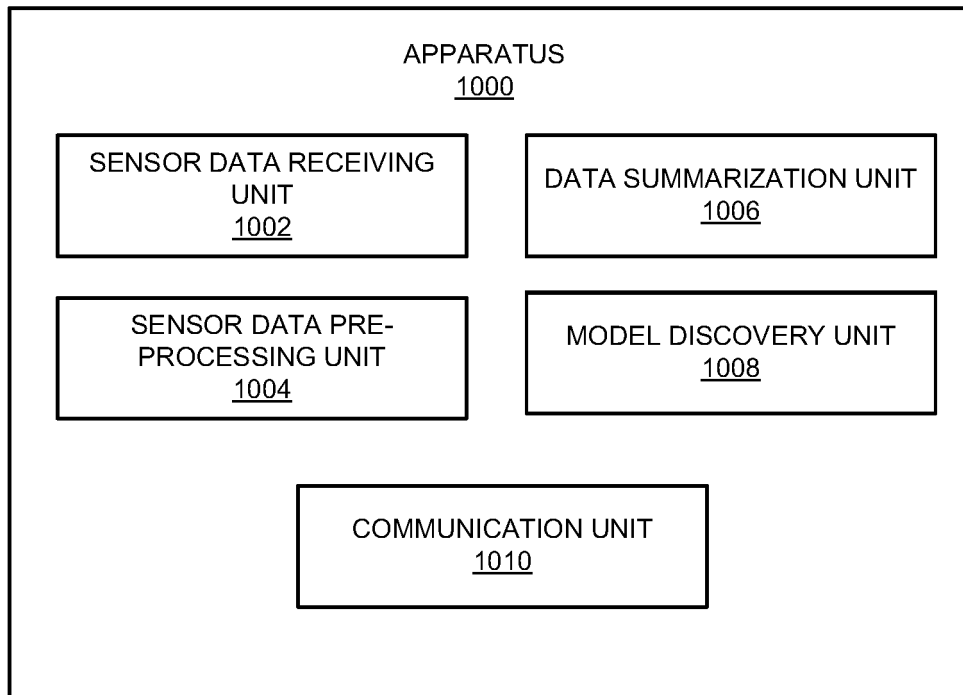 APPARATUS
1000
SENSOR DATA RECEIVING
UNIT
1002
DATA SUMMARIZATION UNIT
1006
SENSOR DATA PRE-
PROCESSING UNIT
1004
MODEL DISCOVERY UNIT
1008
COMMUNICATION UNIT
1010